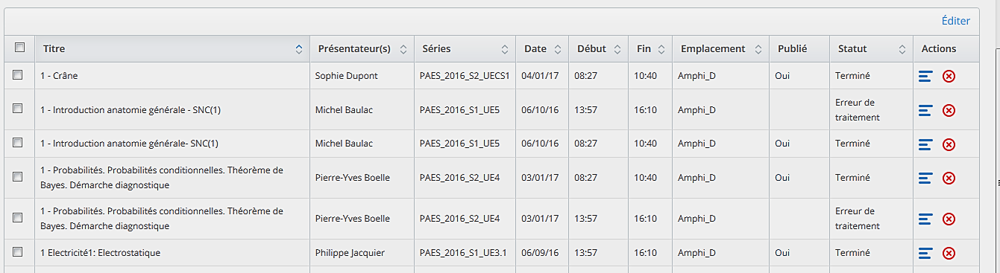 Éditer
Titre Présentateur(s) Séries Date Début Fin Emplacement Publié Statut Actions
1 - Crâne Sophie Dupont PAES_2016_S2_UECS1 04/01/17 08:27 10:40 Amphi_D Oui Terminé
1 - Introduction anatomie générale - SNC(1) Michel Baulac PAES_2016_S1_UE5 06/10/16 13:57 16:10 Amphi_D Erreur de
traitement
1 - Introduction anatomie générale- SNC(1) Michel Baulac PAES_2016_S1_UE5 06/10/16 08:27 10:40 Amphi_D Oui Terminé
1 - Probabilités. Probabilités conditionnelles. Théorème de
Bayes. Démarche diagnostique Pierre-Yves Boelle PAES_2016_S2_UE4 03/01/17 08:27 10:40 Amphi_D Oui Terminé
1 - Probabilités. Probabilités conditionnelles. Théorème de
Bayes. Démarche diagnostique Pierre-Yves Boelle PAES_2016_S2_UE4 03/01/17 13:57 16:10 Amphi_D Erreur de
traitement
1 Electricité1: Electrostatique Philippe Jacquier PAES_2016_S1_UE3.1 06/09/16 13:57 16:10 Amphi_D Oui Terminé